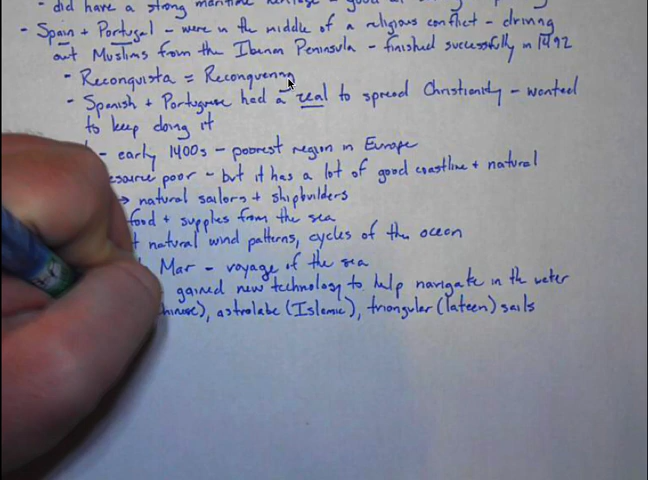 - did have a strong maritime heritage - good at
- Spain + Portugal - were in the middle of a religious conflict - driving
out Muslims from the Iberian Peninsula - finished successfully in 1492
- Reconquista = Reconquering
- Spanish + Portuguese had a zeal to spread Christianity - wanted
to keep doing it
- early 1400s - poorest region in Europe
resource poor - but it has a lot of good coastline + natural
→ natural sailors + shipbuilders
food + supplies from the sea
natural wind patterns, cycles of the ocean
Mar - voyage of the sea
gained new technology to help navigate in the water
astrolabe (Islamic), triangular (lateen) sails